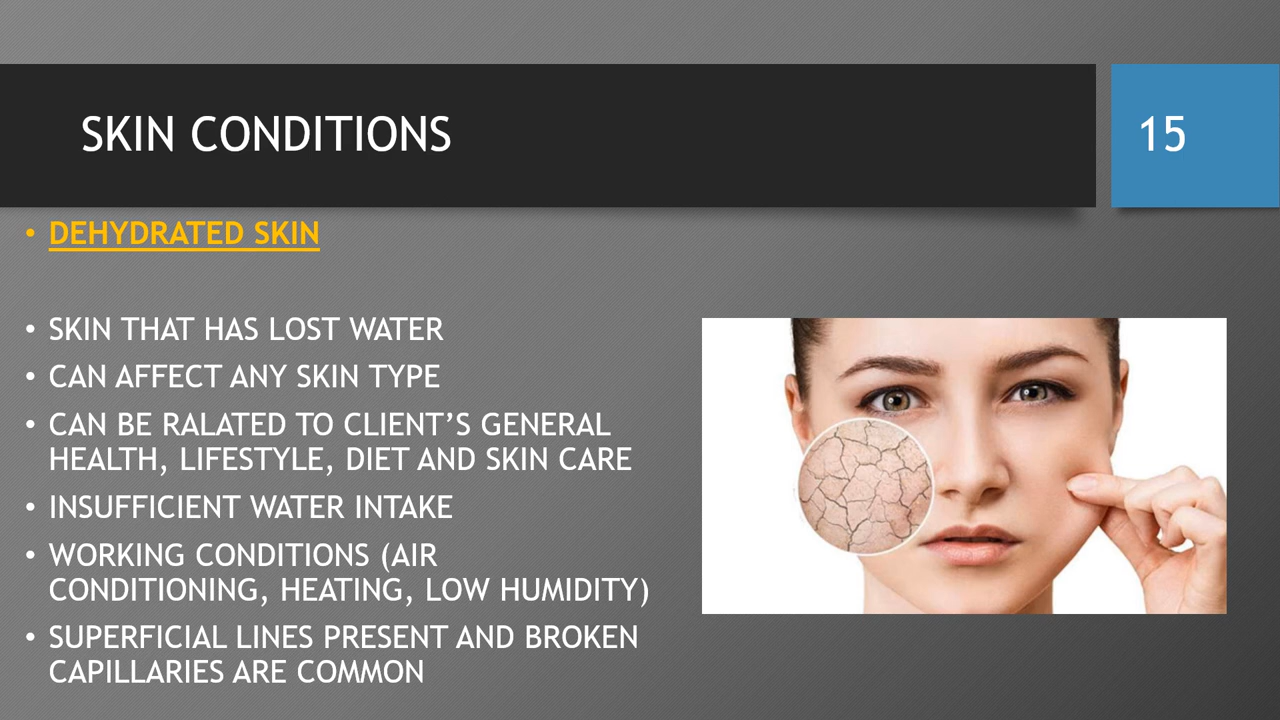 SKIN CONDITIONS
15
• DEHYDRATED SKIN
• SKIN THAT HAS LOST WATER
• CAN AFFECT ANY SKIN TYPE
• CAN BE RALATED TO CLIENT’S GENERAL
HEALTH, LIFESTYLE, DIET AND SKIN CARE
• INSUFFICIENT WATER INTAKE
• WORKING CONDITIONS (AIR
CONDITIONING, HEATING, LOW HUMIDITY)
• SUPERFICIAL LINES PRESENT AND BROKEN
CAPILLARIES ARE COMMON